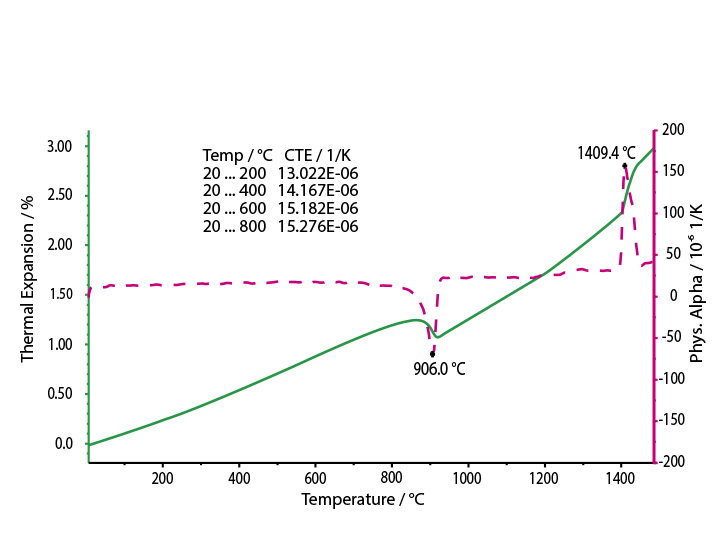 200
3.00
1409.4 °C
Temp / °C CTE / 1/K
150
20 ... 200 13.022E-06
2.50
20 ... 400 14.167E-06
100
20 ... 600 15.182E-06
20 ... 800 15.276E-06
2.00
50
1.50
0
1.00
-50
906.0 °C
-100
0.50
-150
0.0
-200
200 400 600 800 1000 1200 1400
Temperature / °C
Thermal Expansion / %
Phys. Alpha / 10⁻⁶ 1/K